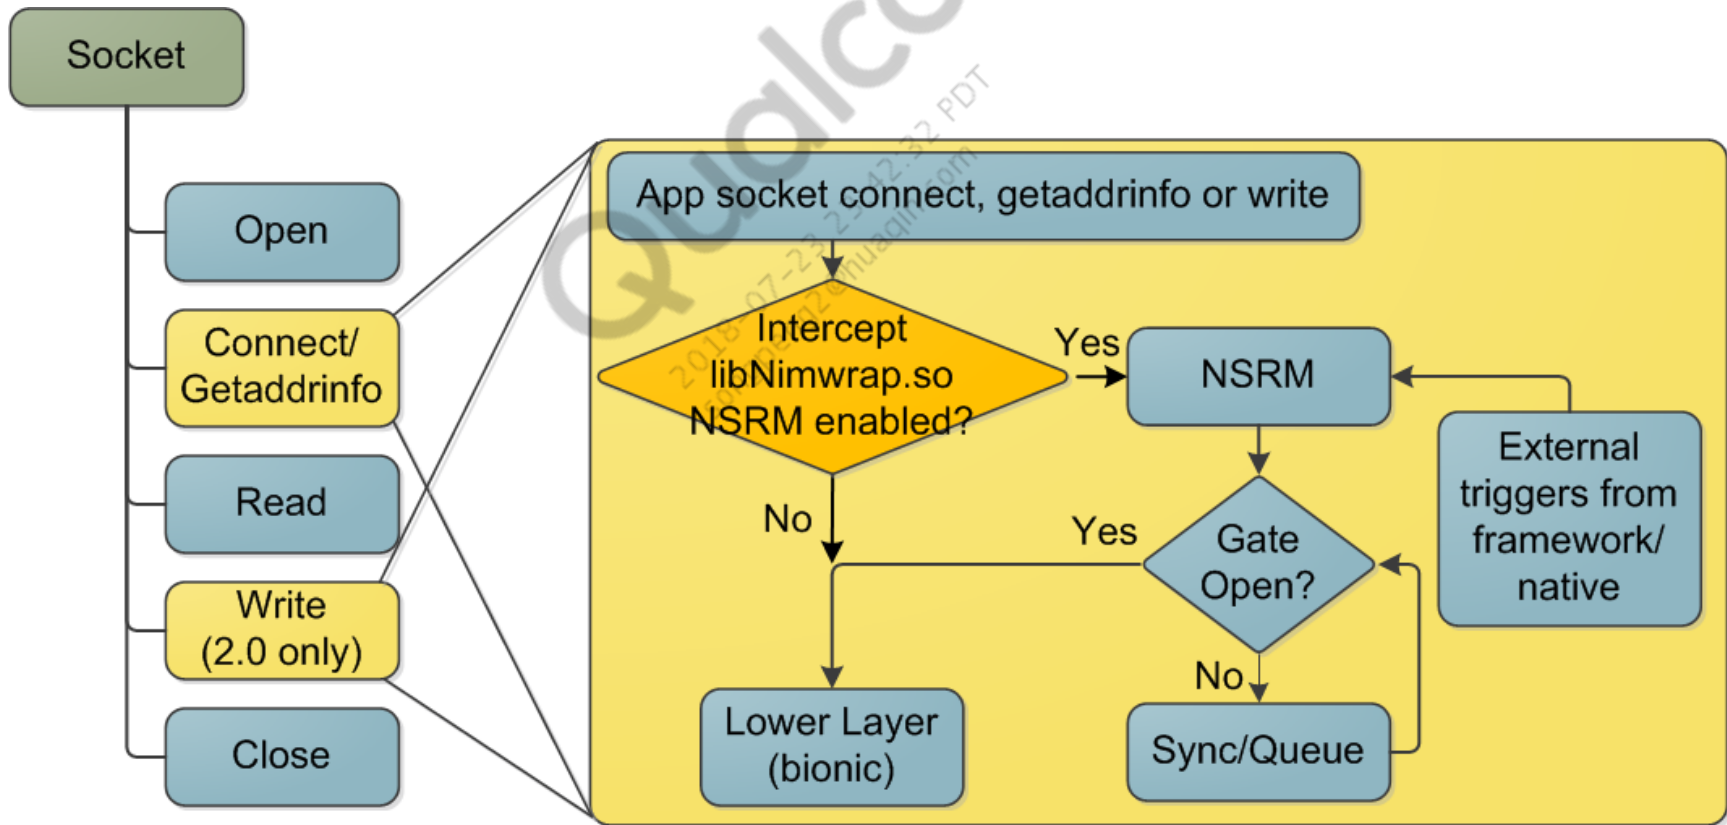 Socket
Open
Connect/
Getaddrinfo
Read
Write
(2.0 only)
Close
App socket connect, getaddrinfo or write
Intercept
libNimwrap.so
NSRM enabled?
Yes
NSRM
No
Yes
Gate
Open?
External
triggers from
framework/
native
No
Lower Layer
(bionic)
Sync/Queue
Qualco
PDT